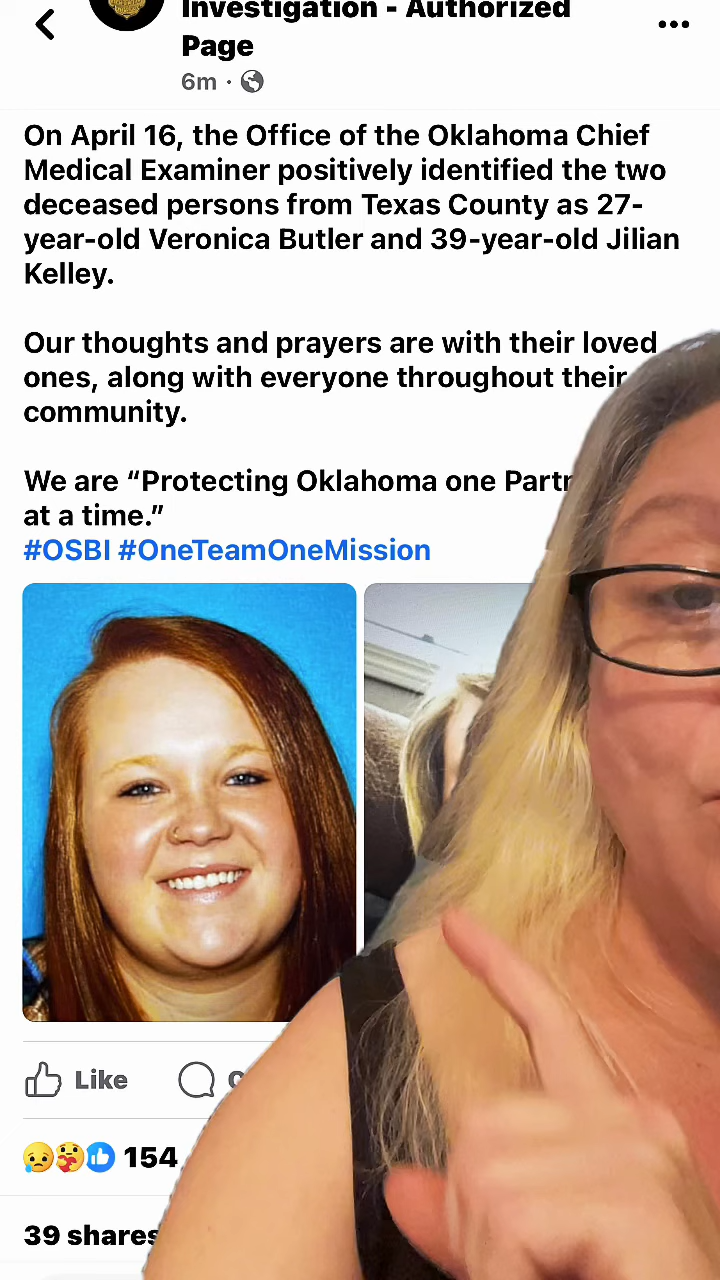 Investigation - Authorized
Page
6m ·
On April 16, the Office of the Oklahoma Chief
Medical Examiner positively identified the two
deceased persons from Texas County as 27-
year-old Veronica Butler and 39-year-old Jilian
Kelley.
Our thoughts and prayers are with their loved
ones, along with everyone throughout their
community.
We are “Protecting Oklahoma one
at a time.”
#OSBI #OneTeamOneMission
Like
154
39 shares